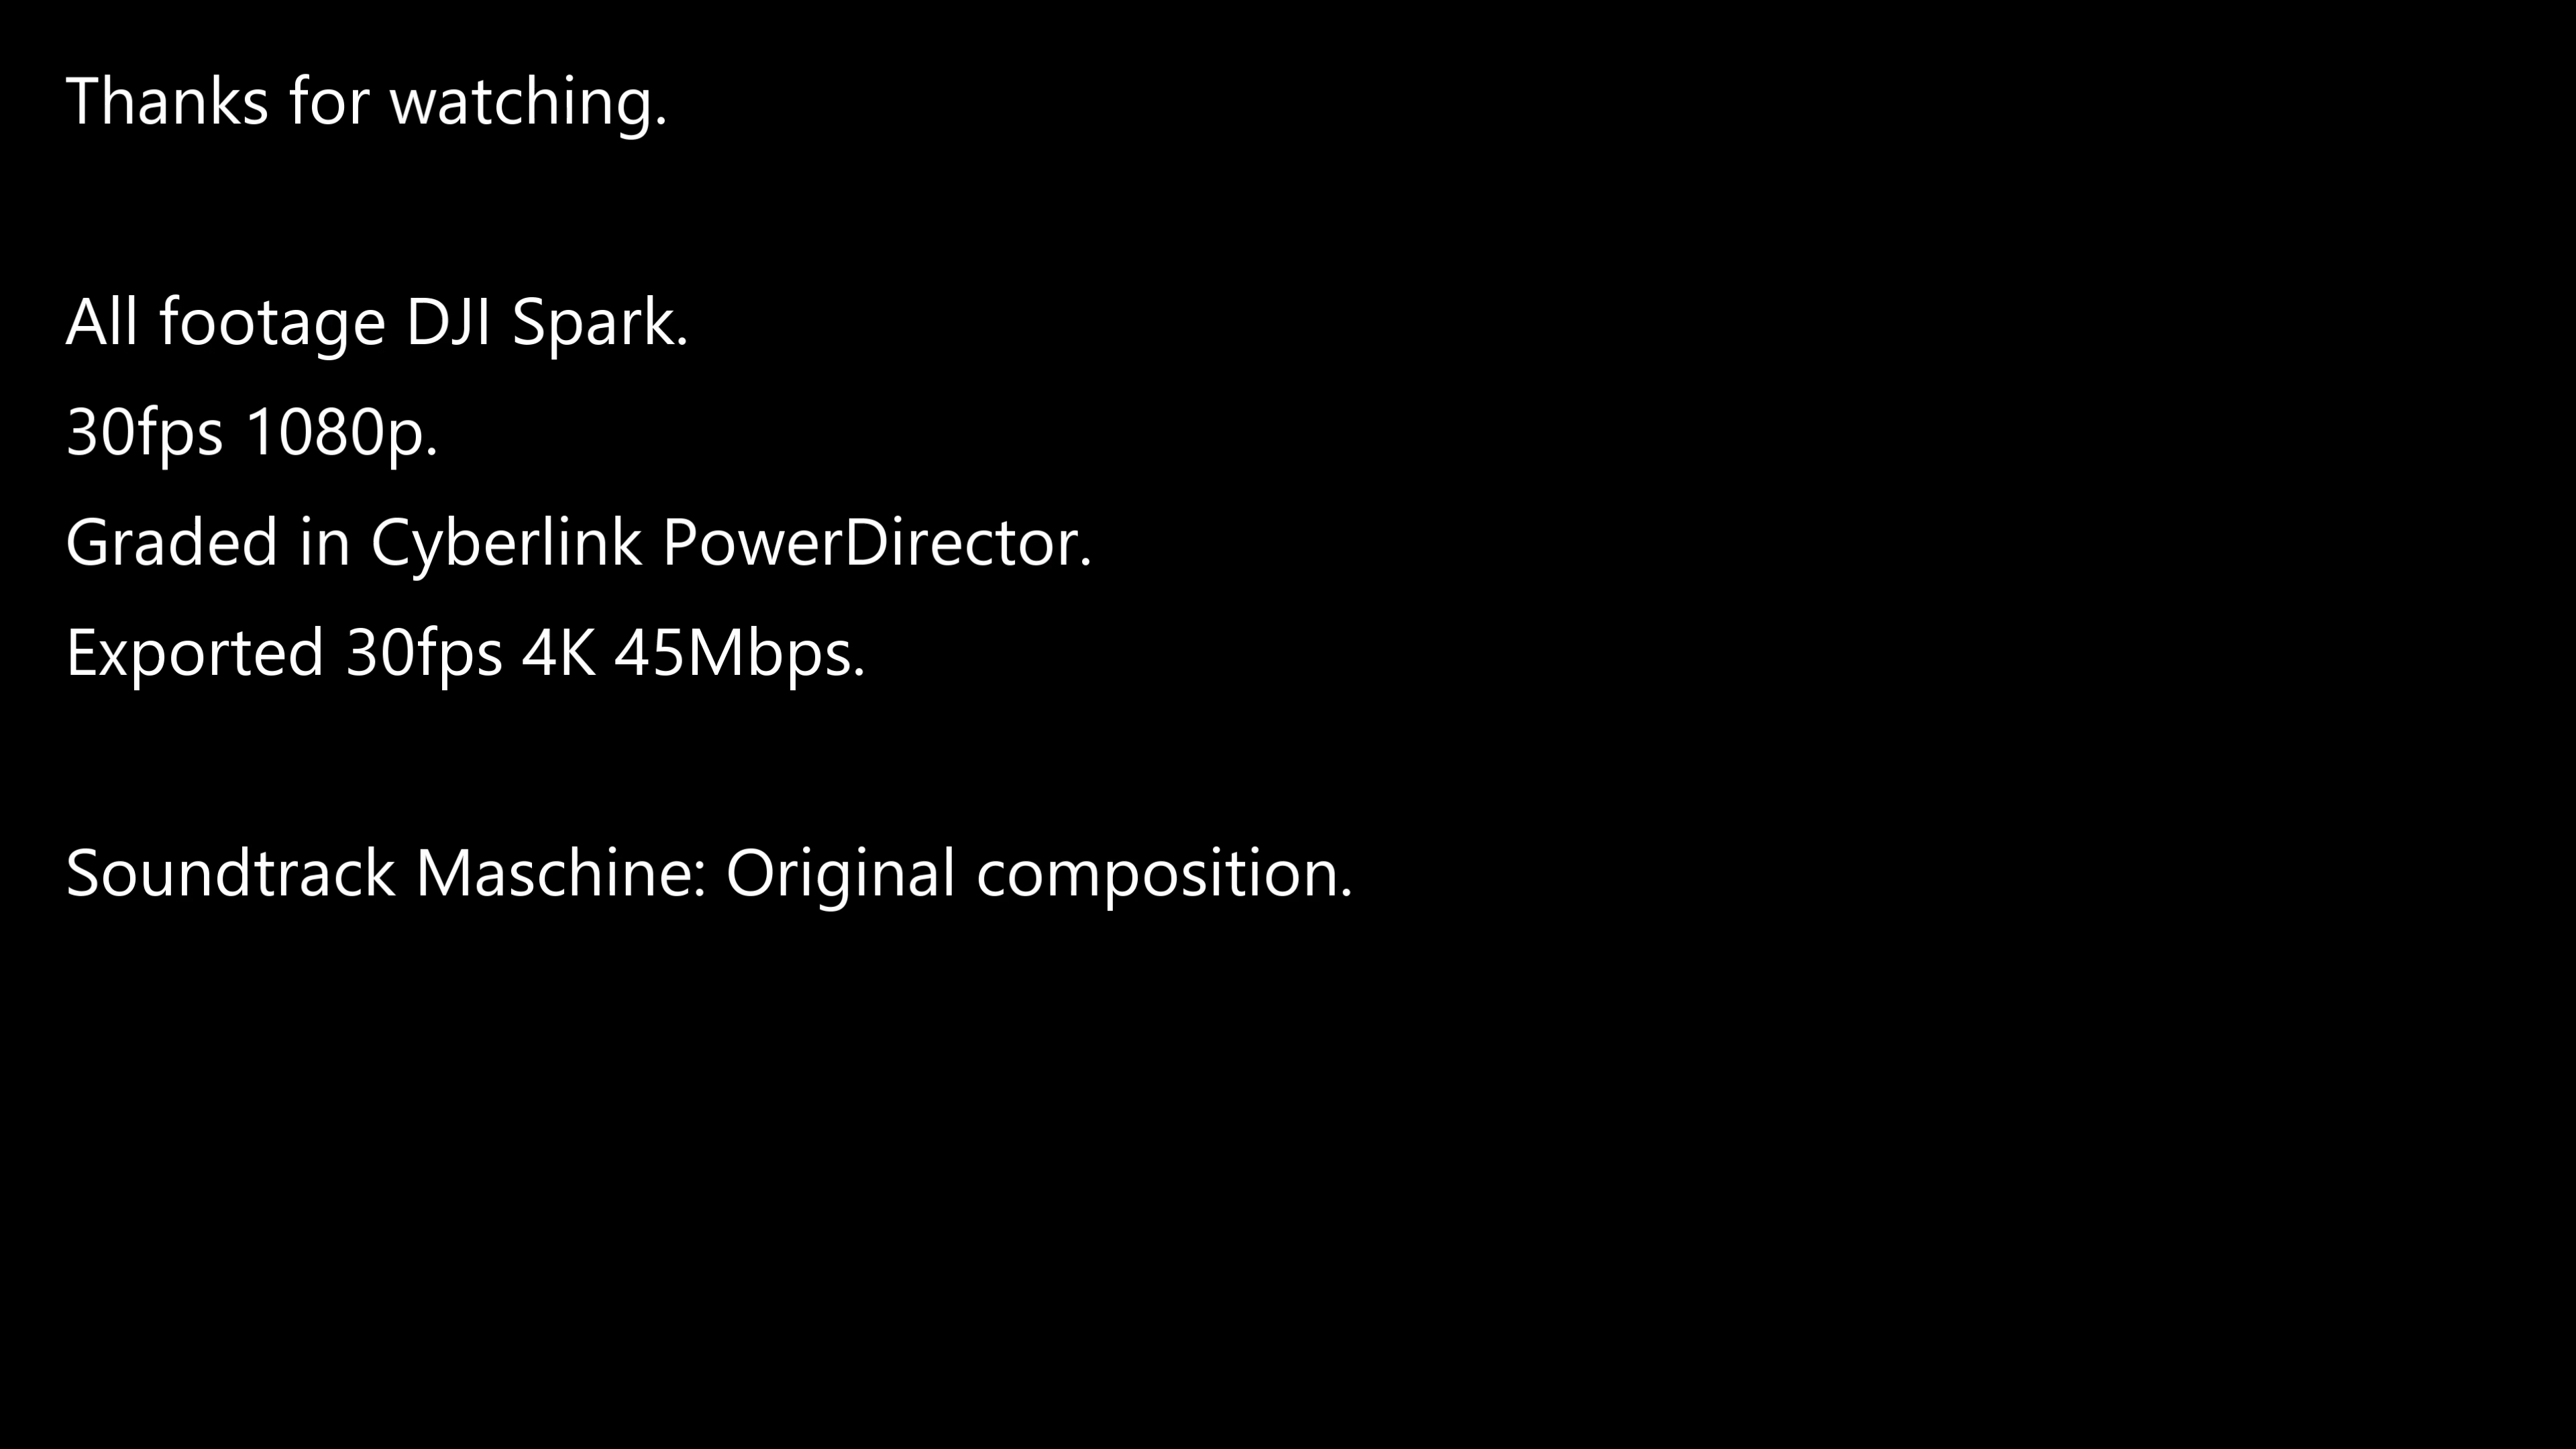 Thanks for watching.
All footage DJI Spark.
30fps 1080p.
Graded in Cyberlink PowerDirector.
Exported 30fps 4K 45Mbps.
Soundtrack Maschine: Original composition.